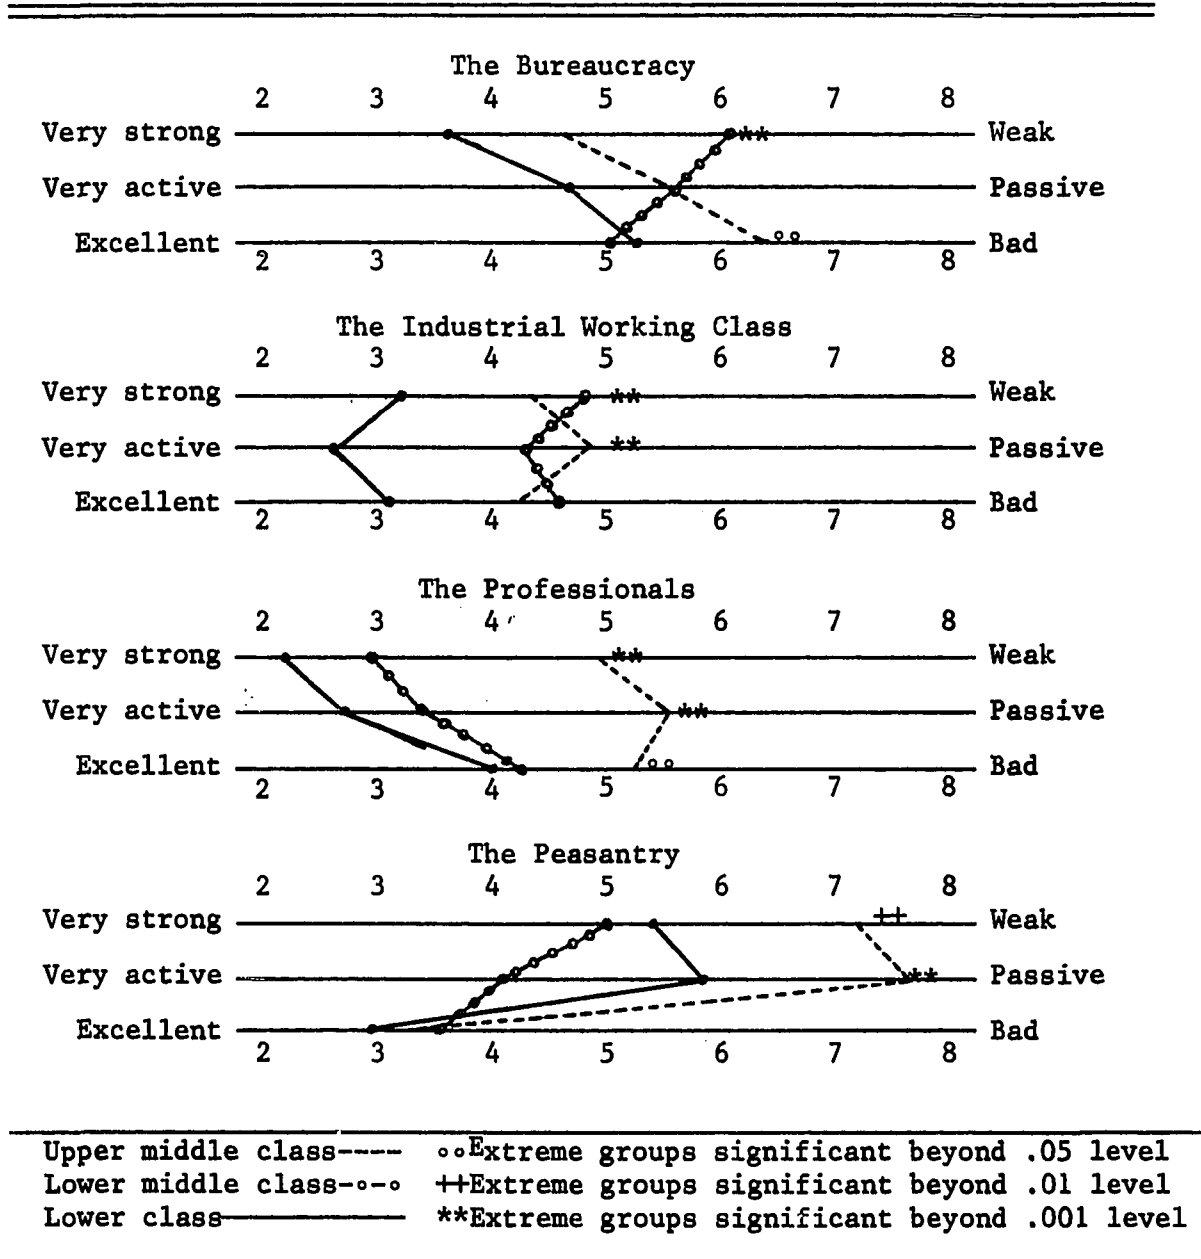 The Bureaucracy
2 3 4 5 6 7 8
Very strong ** Weak
Very active Passive
Excellent oo Bad
2 3 4 5 6 7 8
The Industrial Working Class
2 3 4 5 6 7 8
Very strong ** Weak
Very active ** Passive
Excellent Bad
2 3 4 5 6 7 8
The Professionals
2 3 4 5 6 7 8
Very strong ** Weak
Very active ** Passive
Excellent oo Bad
2 3 4 5 6 7 8
The Peasantry
2 3 4 5 6 7 8
Very strong ++ Weak
Very active ** Passive
Excellent Bad
2 3 4 5 6 7 8
Upper middle class---- ooExtreme groups significant beyond .05 level
Lower middle class-o-o ++Extreme groups significant beyond .01 level
Lower class———— **Extreme groups significant beyond .001 level